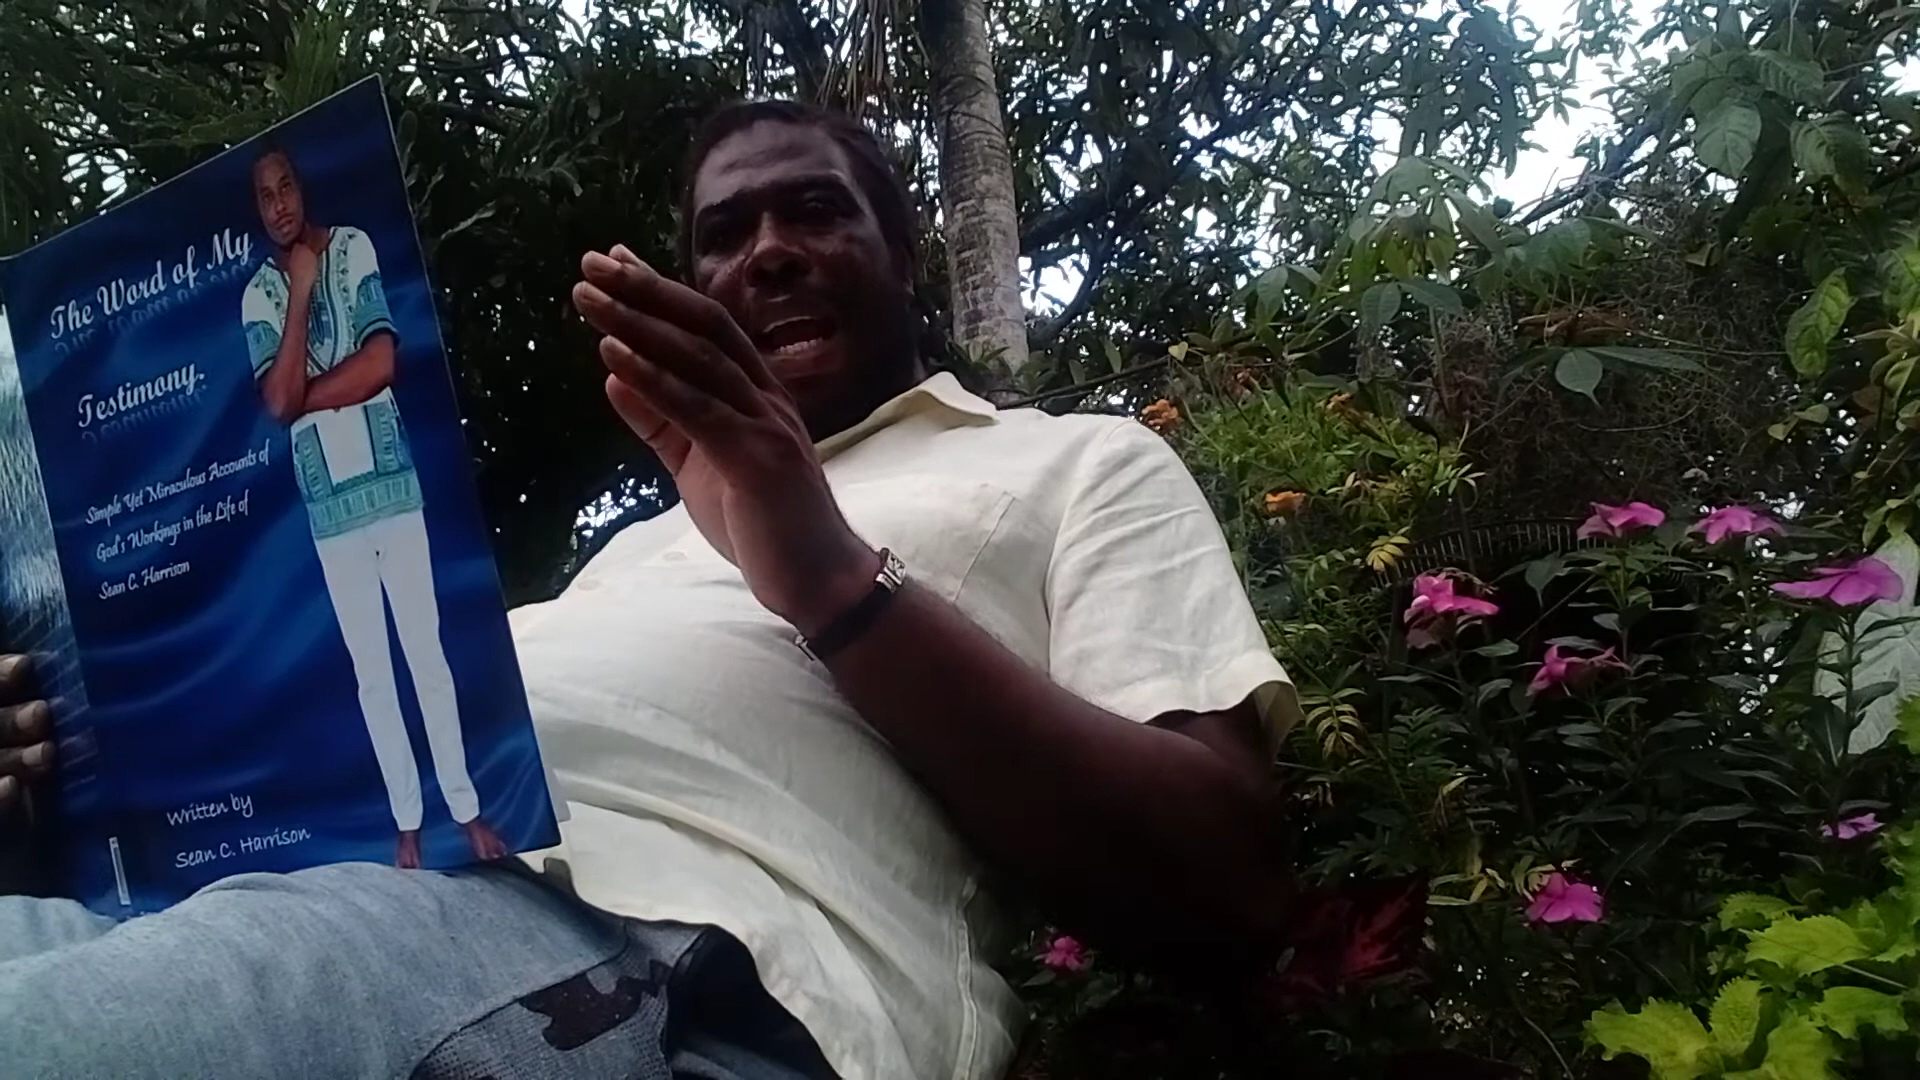 The Word of My
Testimony.
Simple Yet Miraculous Accounts of
God's Workings in the Life of
Sean C. Harrison
Written by
Sean C. Harrison